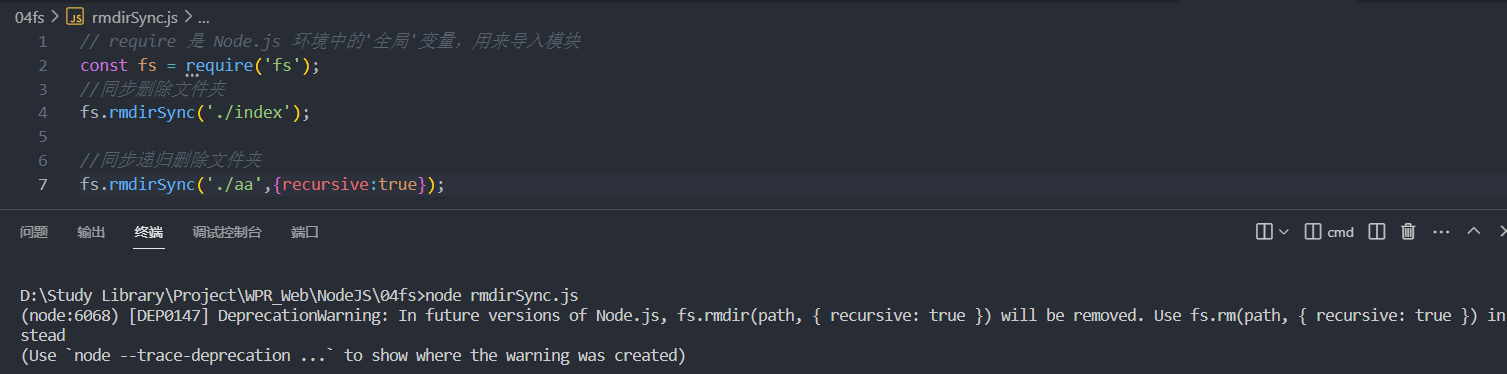 04fs > JS rmdirSync.js > ...
1 // require 是 Node.js 环境中的'全局'变量，用来导入模块
2 const fs = require('fs');
3 //同步删除文件夹
4 fs.rmdirSync('./index');
5
6 //同步递归删除文件夹
7 fs.rmdirSync('./aa',{recursive:true});
问题 输出 终端 调试控制台 端口 cmd
D:\Study Library\Project\WPR_Web\NodeJS\04fs>node rmdirSync.js
(node:6068) [DEP0147] DeprecationWarning: In future versions of Node.js, fs.rmdir(path, { recursive: true }) will be removed. Use fs.rm(path, { recursive: true }) in
stead
(Use `node --trace-deprecation ...` to show where the warning was created)